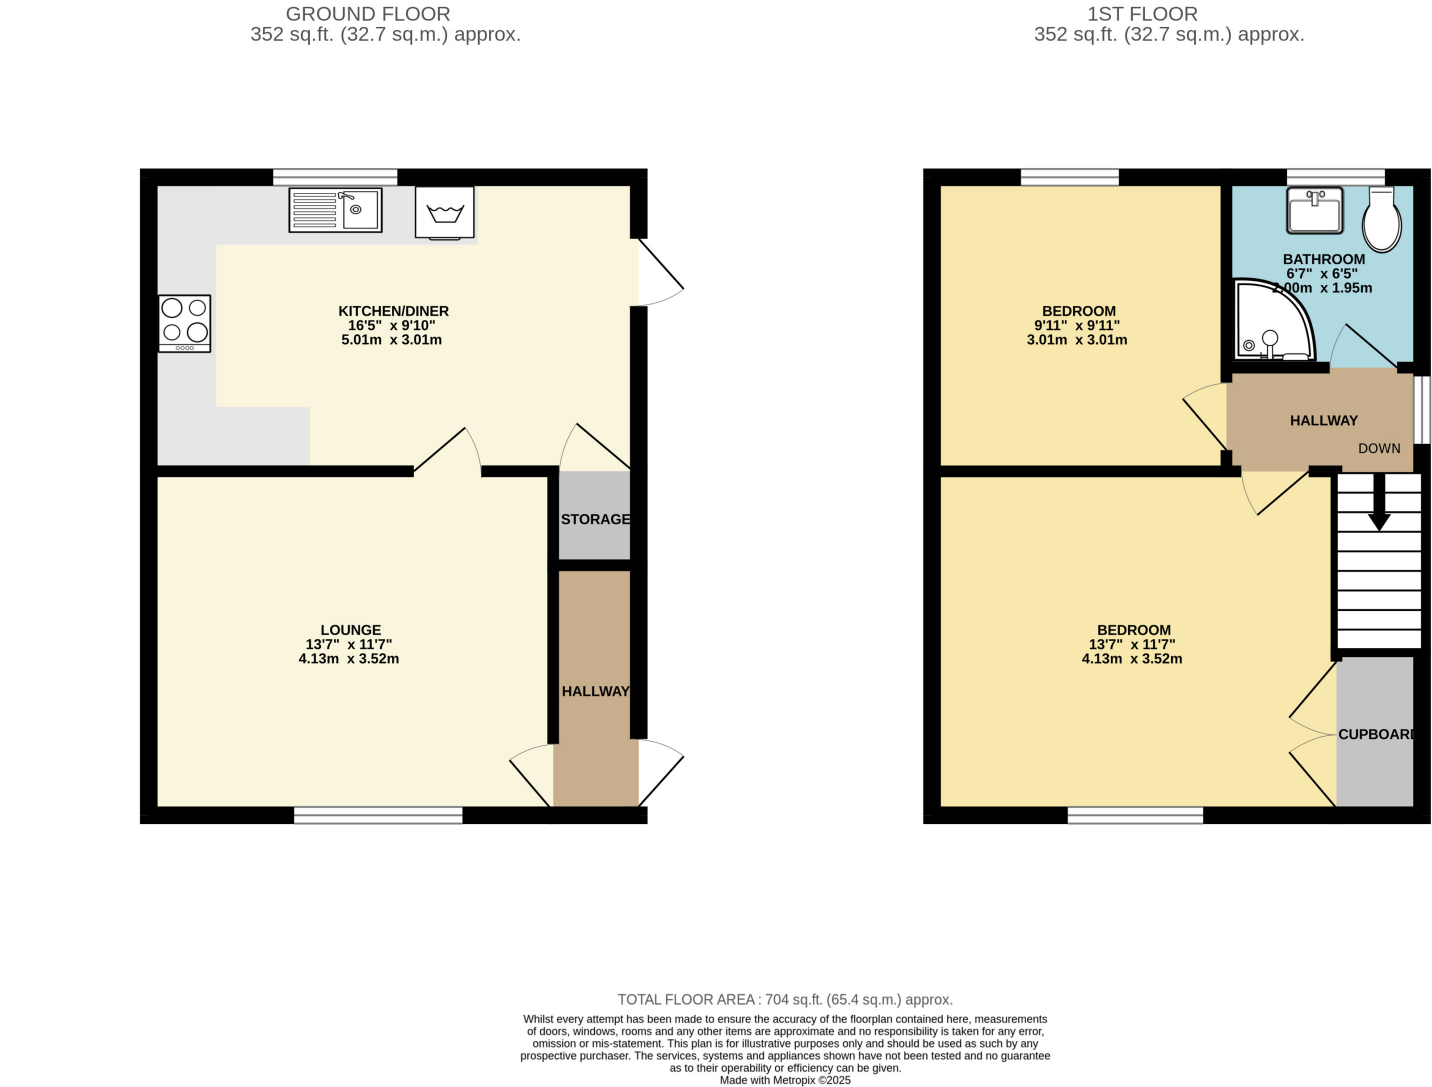 GROUND FLOOR
352 sq.ft. (32.7 sq.m.) approx.
1ST FLOOR
352 sq.ft. (32.7 sq.m.) approx.
KITCHEN/DINER
16'5" x 9'10"
5.01m x 3.01m
STORAGE
LOUNGE
13'7" x 11'7"
4.13m x 3.52m
HALLWAY
BEDROOM
9'11" x 9'11"
3.01m x 3.01m
BATHROOM
6'7" x 6'5"
2.00m x 1.95m
HALLWAY
DOWN
BEDROOM
13'7" x 11'7"
4.13m x 3.52m
CUPBOARD
TOTAL FLOOR AREA : 704 sq.ft. (65.4 sq.m.) approx.
Whilst every attempt has been made to ensure the accuracy of the floorplan contained here, measurements
of doors, windows, rooms and any other items are approximate and no responsibility is taken for any error,
omission or mis-statement. This plan is for illustrative purposes only and should be used as such by any
prospective purchaser. The services, systems and appliances shown have not been tested and no guarantee
as to their operability or efficiency can be given.
Made with Metropix ©2025